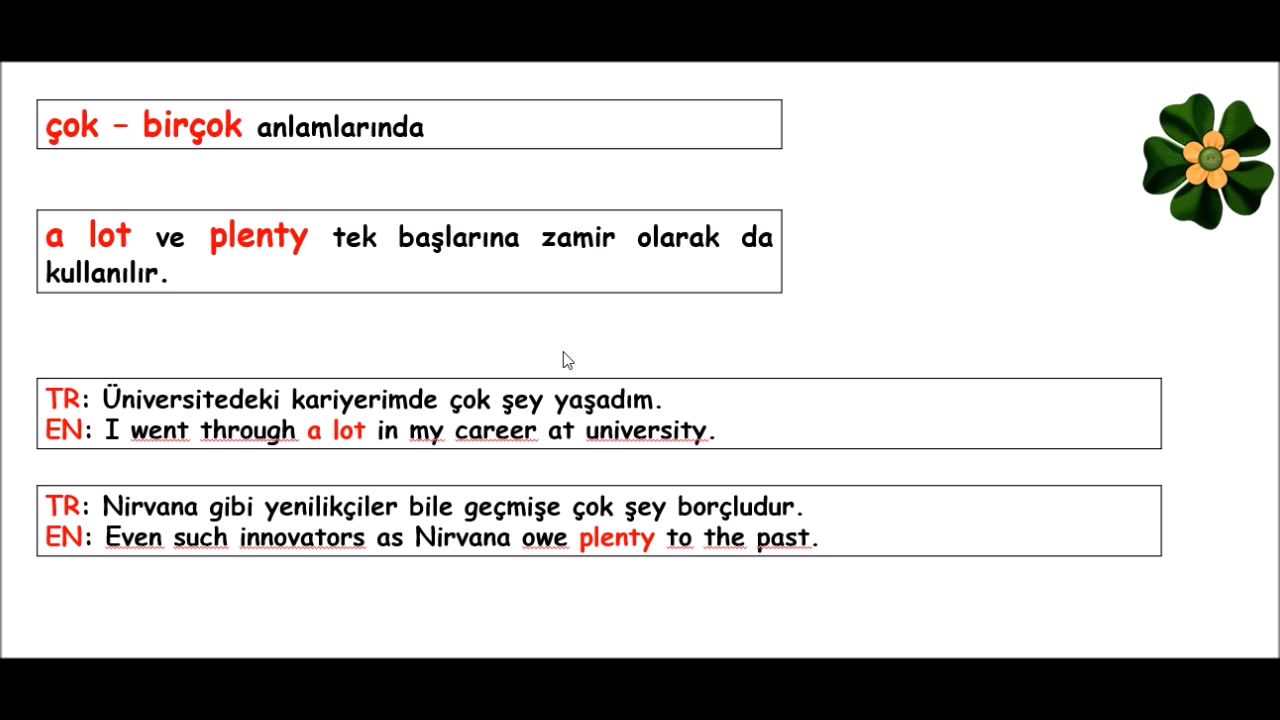 çok – birçok anlamlarında
a lot ve plenty tek başlarına zamir olarak da
kullanılır.
TR: Üniversitedeki kariyerimde çok şey yaşadım.
EN: I went through a lot in my career at university.
TR: Nirvana gibi yenilikçiler bile geçmişe çok şey borçludur.
EN: Even such innovators as Nirvana owe plenty to the past.